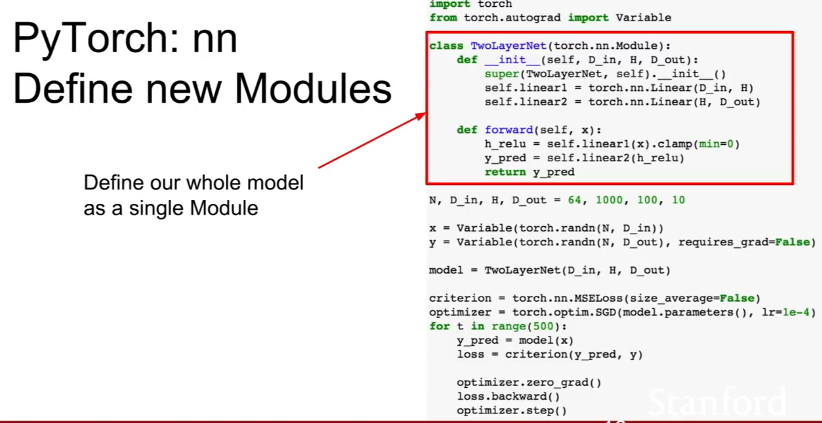 PyTorch: nn
Define new Modules
Define our whole model
as a single Module
import torch
from torch.autograd import Variable
class TwoLayerNet(torch.nn.Module):
    def __init__(self, D_in, H, D_out):
        super(TwoLayerNet, self).__init__()
        self.linear1 = torch.nn.Linear(D_in, H)
        self.linear2 = torch.nn.Linear(H, D_out)
    def forward(self, x):
        h_relu = self.linear1(x).clamp(min=0)
        y_pred = self.linear2(h_relu)
        return y_pred
N, D_in, H, D_out = 64, 1000, 100, 10
x = Variable(torch.randn(N, D_in))
y = Variable(torch.randn(N, D_out), requires_grad=False)
model = TwoLayerNet(D_in, H, D_out)
criterion = torch.nn.MSELoss(size_average=False)
optimizer = torch.optim.SGD(model.parameters(), lr=1e-4)
for t in range(500):
    y_pred = model(x)
    loss = criterion(y_pred, y)
    optimizer.zero_grad()
    loss.backward()
    optimizer.step()
Stanford